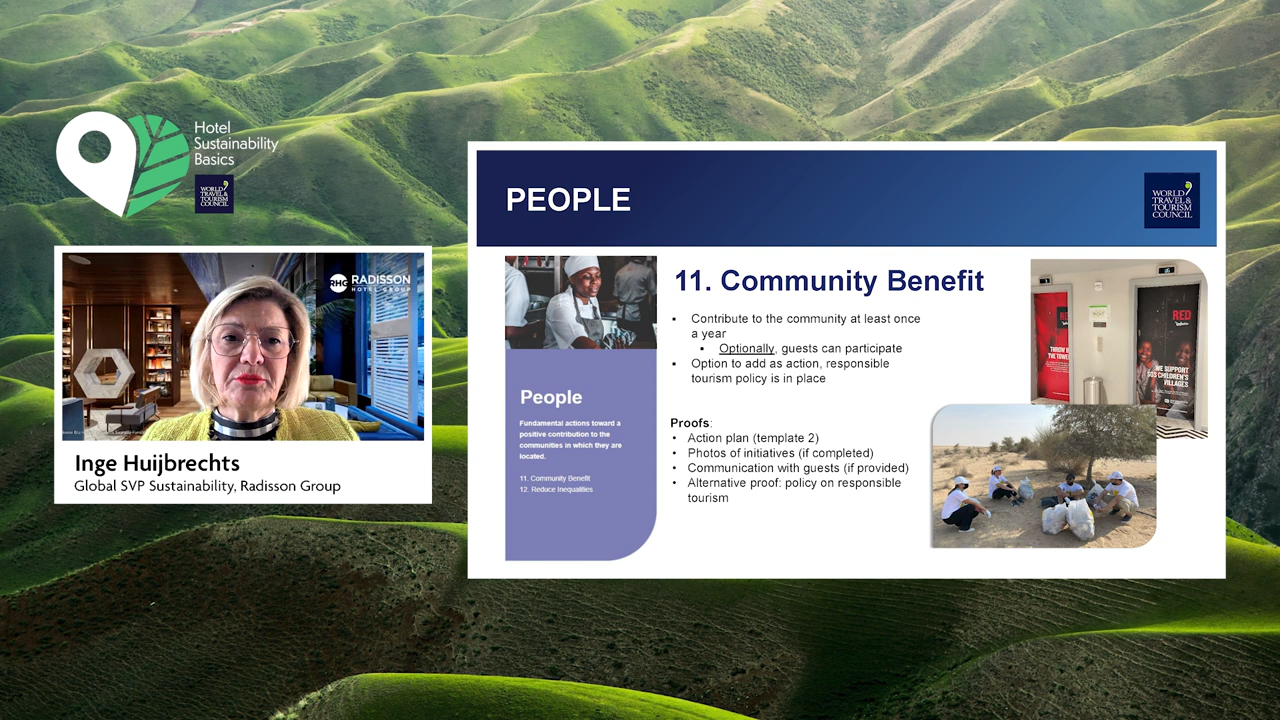 Hotel
Sustainability
Basics
WORLD
TRAVEL &
TOURISM
COUNCIL
RHG RADISSON
HOTEL GROUP
Inge Huijbrechts
Global SVP Sustainability, Radisson Group
PEOPLE
WORLD
TRAVEL &
TOURISM
COUNCIL
People
Fundamental actions toward a
positive contribution to the
communities in which they are
located.
11. Community Benefit
12. Reduce Inequalities
11. Community Benefit
▪ Contribute to the community at least once
a year
▪ Optionally, guests can participate
▪ Option to add as action, responsible
tourism policy is in place
Proofs:
• Action plan (template 2)
• Photos of initiatives (if completed)
• Communication with guests (if provided)
• Alternative proof: policy on responsible
tourism
RED
THE TOWE
RED
WE SUPPORT
SOS CHILDREN'S
VILLAGES